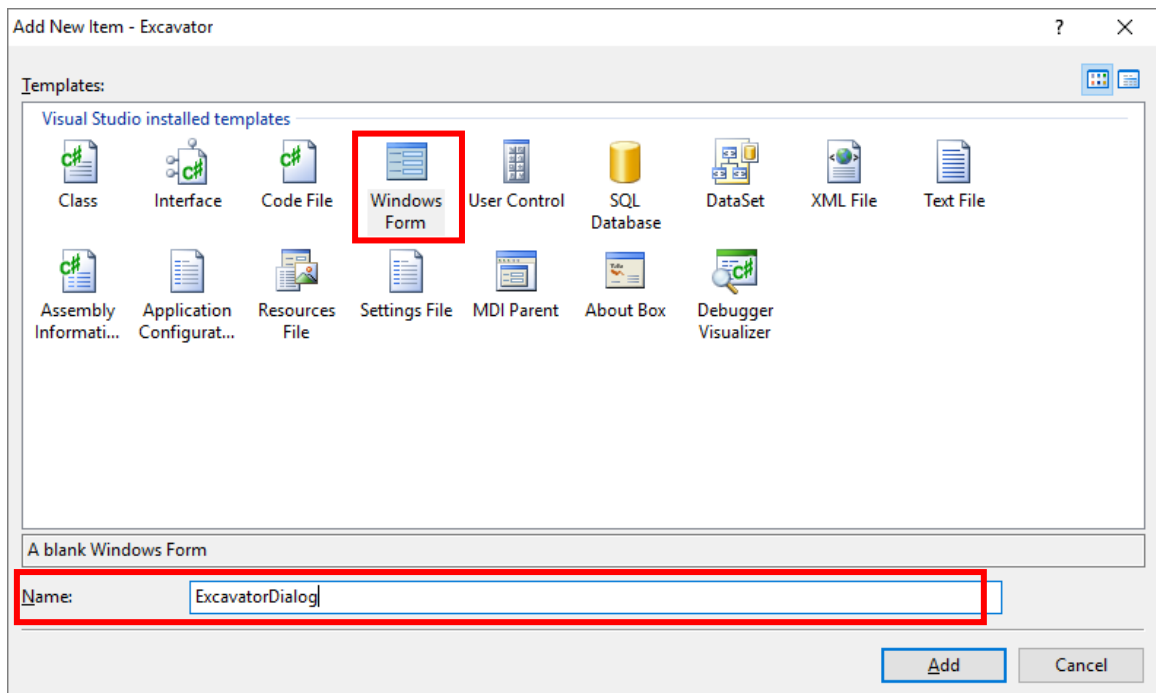 Add New Item - Excavator
?
Templates:
Visual Studio installed templates
Class
Interface
Code File
Windows
Form
User Control
SQL
Database
DataSet
XML File
Text File
Assembly
Informati...
Application
Configurat...
Resources
File
Settings File
MDI Parent
About Box
Debugger
Visualizer
A blank Windows Form
Name:
ExcavatorDialog
Add
Cancel